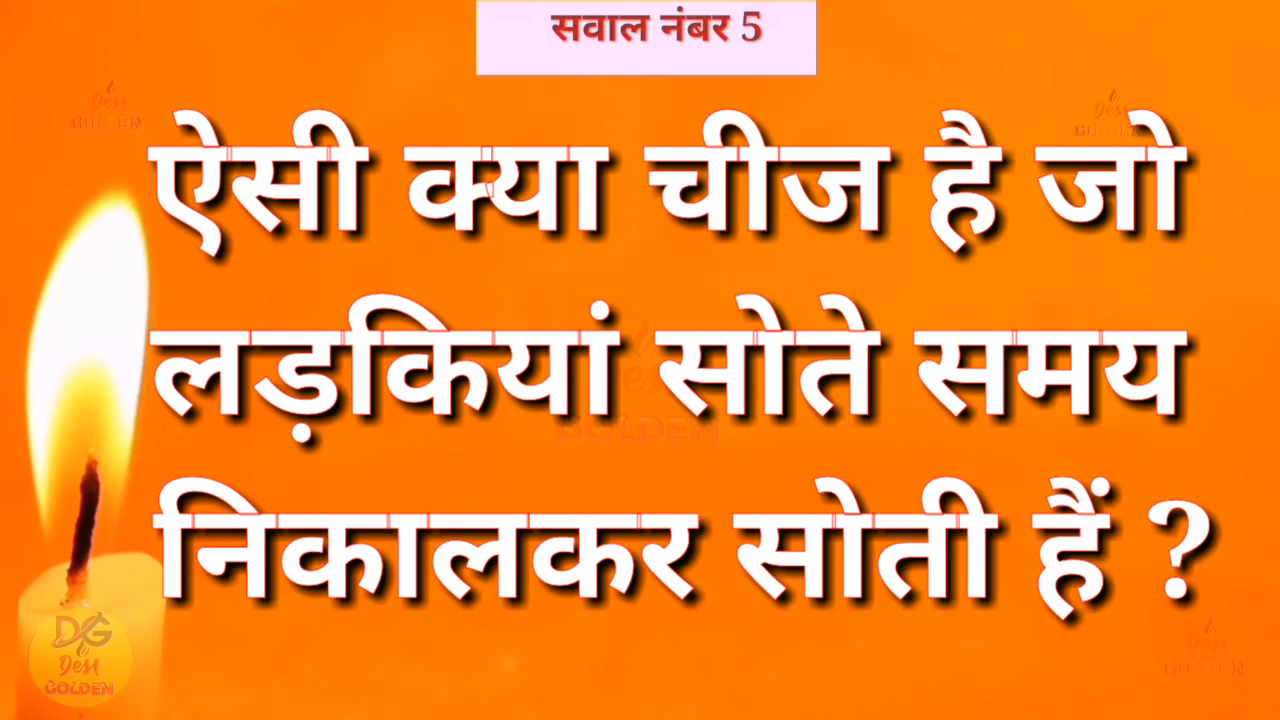 सवाल नंबर 5
ऐसी क्या चीज है जो
लड़कियां सोते समय
निकालकर सोती हैं ?
DG
Desi
GOLDEN